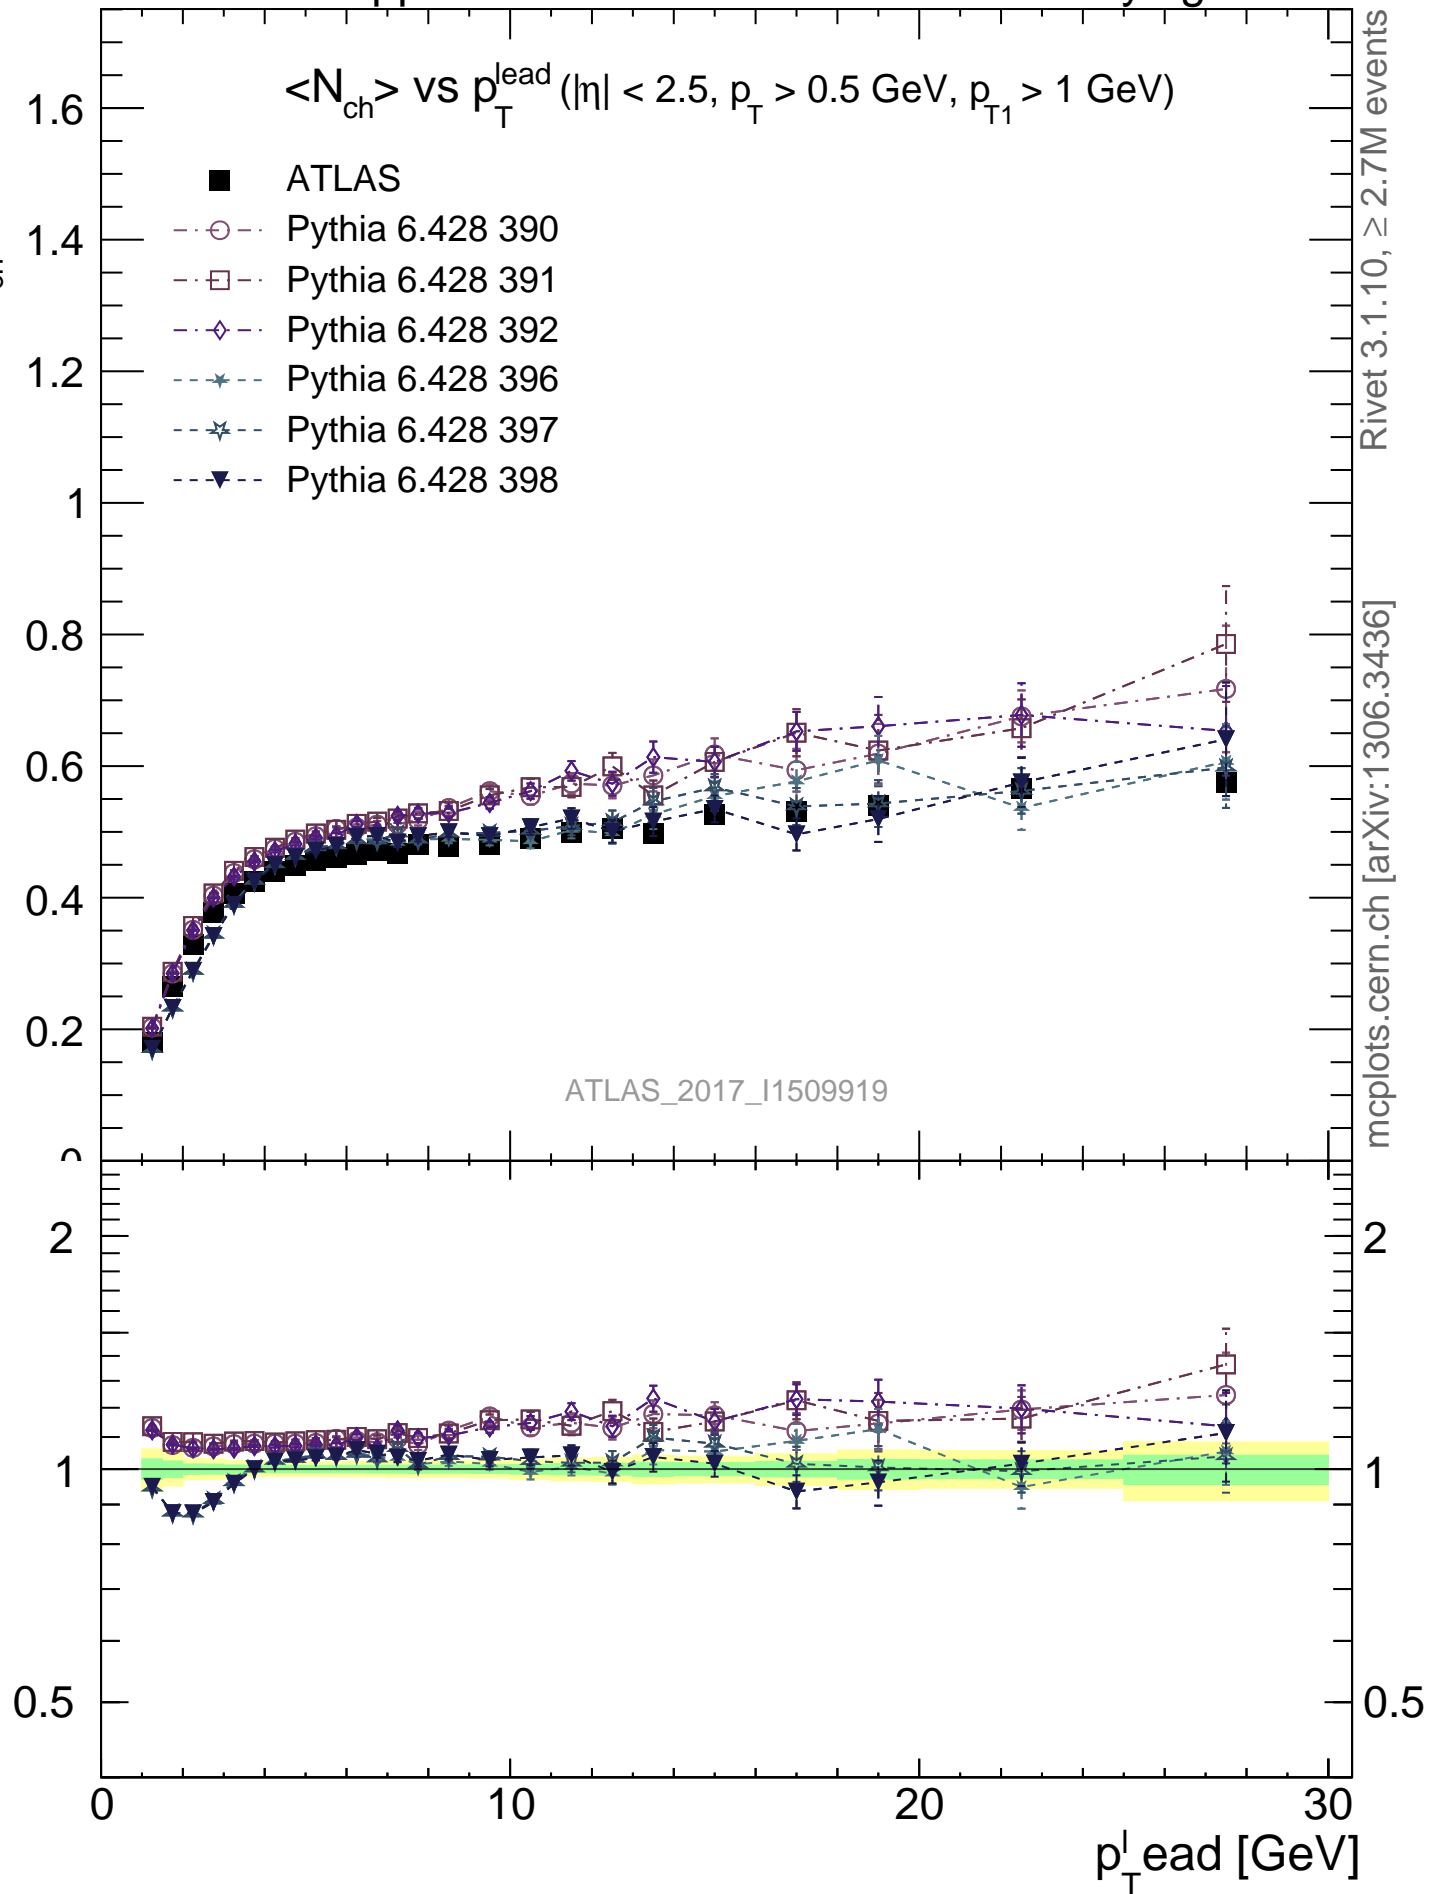 <N_ch> vs p_T^lead (|η| < 2.5, p_T > 0.5 GeV, p_T1 > 1 GeV)
ATLAS
Pythia 6.428 390
Pythia 6.428 391
Pythia 6.428 392
Pythia 6.428 396
Pythia 6.428 397
Pythia 6.428 398
1.6
1.4
1.2
1
0.8
0.6
0.4
0.2
0
ATLAS_2017_I1509919
Rivet 3.1.10, ≥ 2.7M events
mcplots.cern.ch [arXiv:1306.3436]
2
1
0.5
2
1
0.5
0
10
20
30
p_T^l ead [GeV]